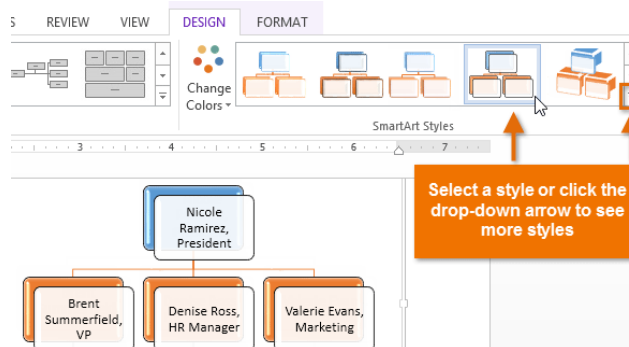 S REVIEW VIEW DESIGN FORMAT
Change
Colors
SmartArt Styles
3 4 5 6 7
Select a style or click the
drop-down arrow to see
more styles
Nicole
Ramirez,
President
Brent
Summerfield,
VP
Denise Ross,
HR Manager
Valerie Evans,
Marketing